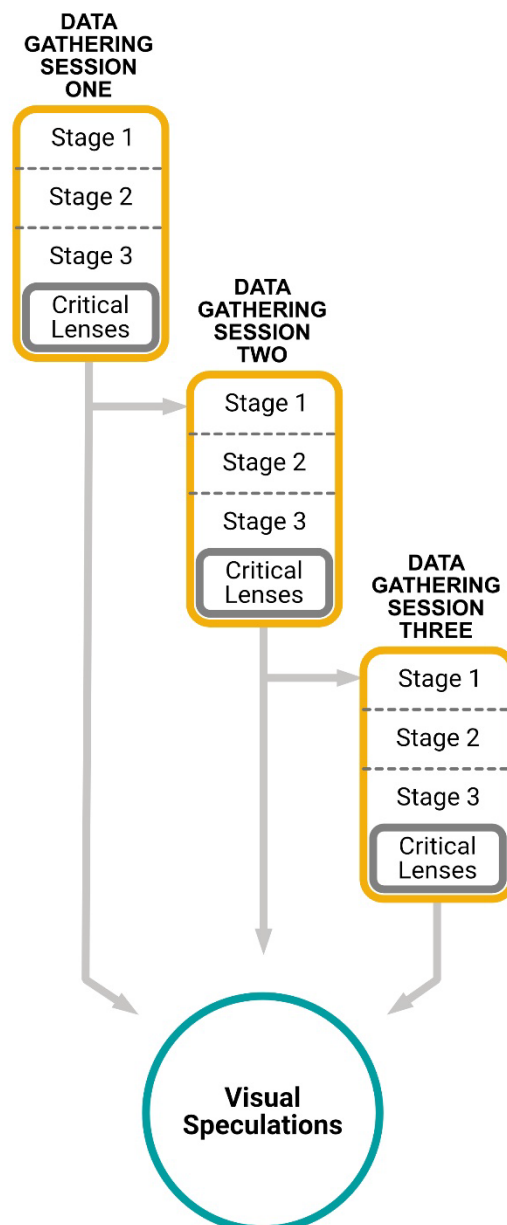 DATA
GATHERING
SESSION
ONE
Stage 1
Stage 2
Stage 3
Critical
Lenses
DATA
GATHERING
SESSION
TWO
Stage 1
Stage 2
Stage 3
Critical
Lenses
DATA
GATHERING
SESSION
THREE
Stage 1
Stage 2
Stage 3
Critical
Lenses
Visual
Speculations